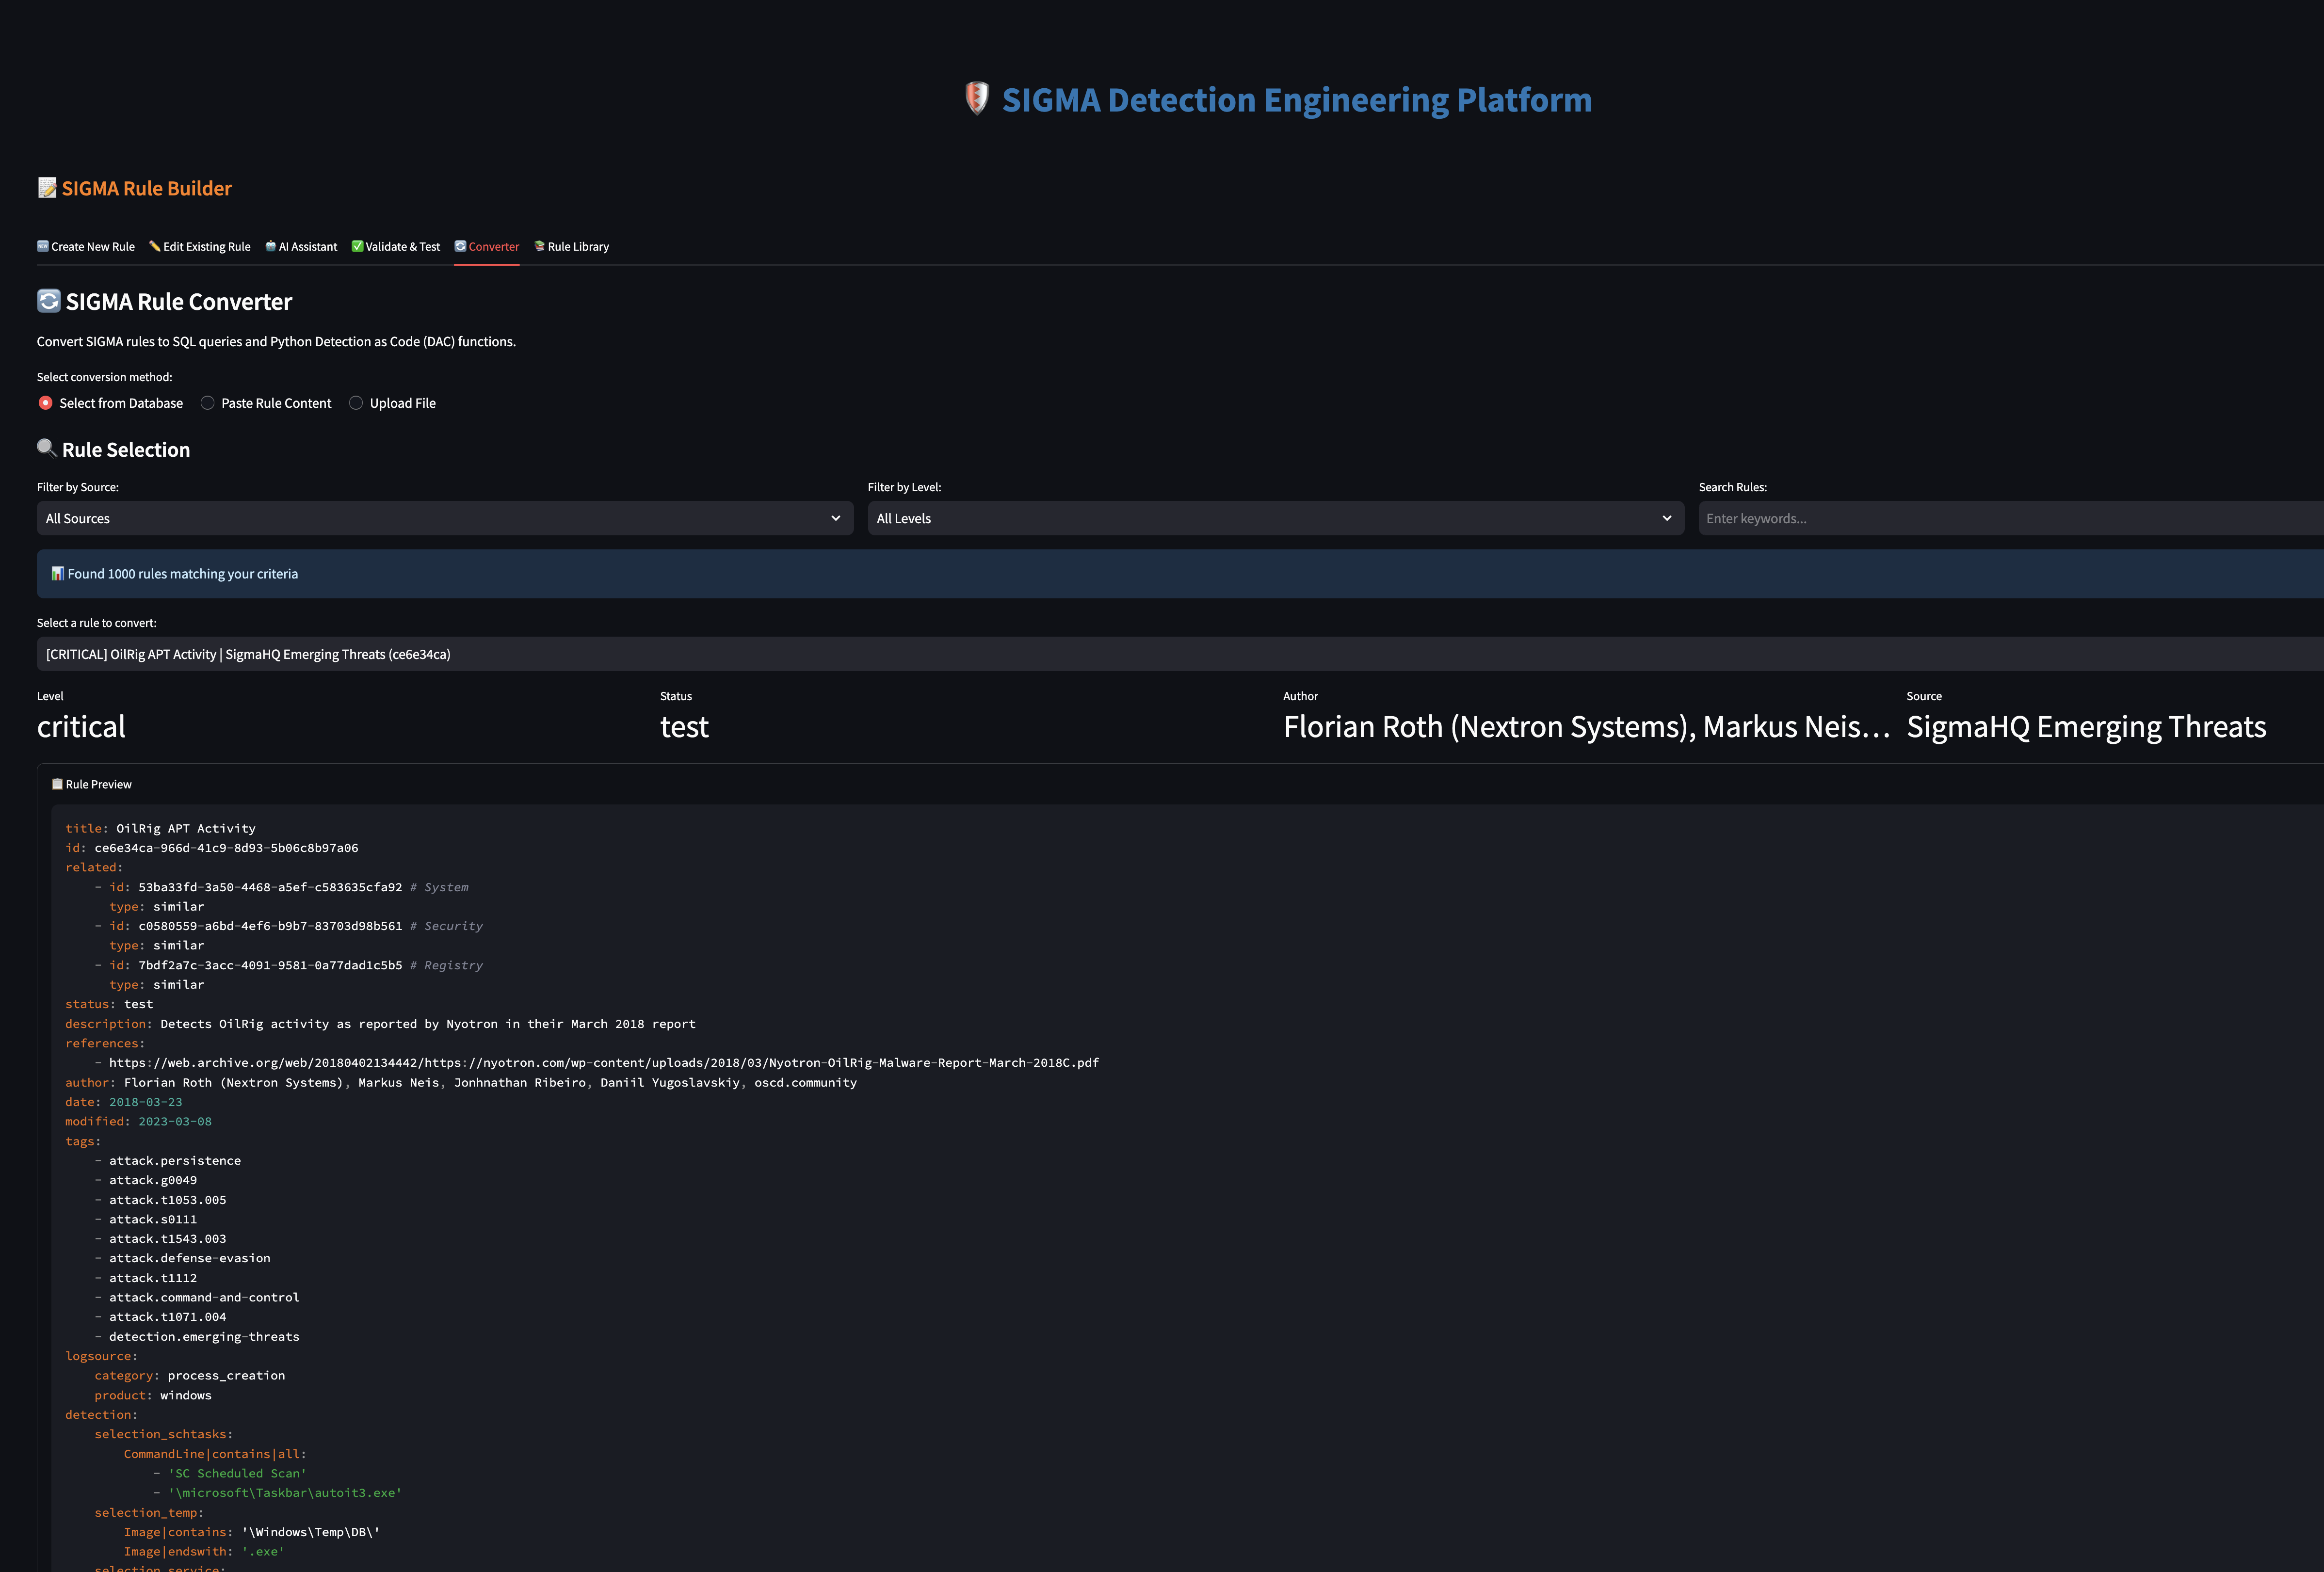 SIGMA Detection Engineering Platform
SIGMA Rule Builder
Create New Rule Edit Existing Rule AI Assistant Validate & Test Converter Rule Library
SIGMA Rule Converter
Convert SIGMA rules to SQL queries and Python Detection as Code (DAC) functions.
Select conversion method:
Select from Database Paste Rule Content Upload File
Rule Selection
Filter by Source: Filter by Level: Search Rules:
All Sources All Levels Enter keywords...
Found 1000 rules matching your criteria
Select a rule to convert:
[CRITICAL] OilRig APT Activity | SigmaHQ Emerging Threats (ce6e34ca)
Level Status Author Source
critical test Florian Roth (Nextron Systems), Markus Neis… SigmaHQ Emerging Threats
Rule Preview
title: OilRig APT Activity
id: ce6e34ca-966d-41c9-8d93-5b06c8b97a06
related:
    - id: 53ba33fd-3a50-4468-a5ef-c583635cfa92 # System
      type: similar
    - id: c0580559-a6bd-4ef6-b9b7-83703d98b561 # Security
      type: similar
    - id: 7bdf2a7c-3acc-4091-9581-0a77dad1c5b5 # Registry
      type: similar
status: test
description: Detects OilRig activity as reported by Nyotron in their March 2018 report
references:
    - https://web.archive.org/web/20180402134442/https://nyotron.com/wp-content/uploads/2018/03/Nyotron-OilRig-Malware-Report-March-2018C.pdf
author: Florian Roth (Nextron Systems), Markus Neis, Jonhnathan Ribeiro, Daniil Yugoslavskiy, oscd.community
date: 2018-03-23
modified: 2023-03-08
tags:
    - attack.persistence
    - attack.g0049
    - attack.t1053.005
    - attack.s0111
    - attack.t1543.003
    - attack.defense-evasion
    - attack.t1112
    - attack.command-and-control
    - attack.t1071.004
    - detection.emerging-threats
logsource:
    category: process_creation
    product: windows
detection:
    selection_schtasks:
        CommandLine|contains|all:
            - 'SC Scheduled Scan'
            - '\microsoft\Taskbar\autoit3.exe'
    selection_temp:
        Image|contains: '\Windows\Temp\DB\'
        Image|endswith: '.exe'
    selection_service: